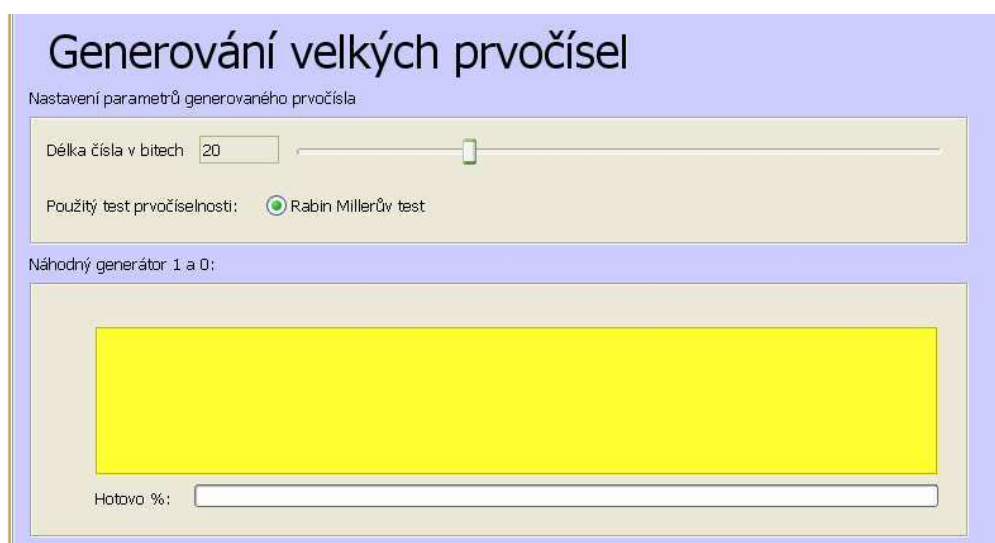 Generování velkých prvočísel
Nastavení parametrů generovaného prvočísla
Délka čísla v bitech 20
Použitý test prvočíselnosti: Rabin Millerův test
Náhodný generátor 1 a 0:
Hotovo %: